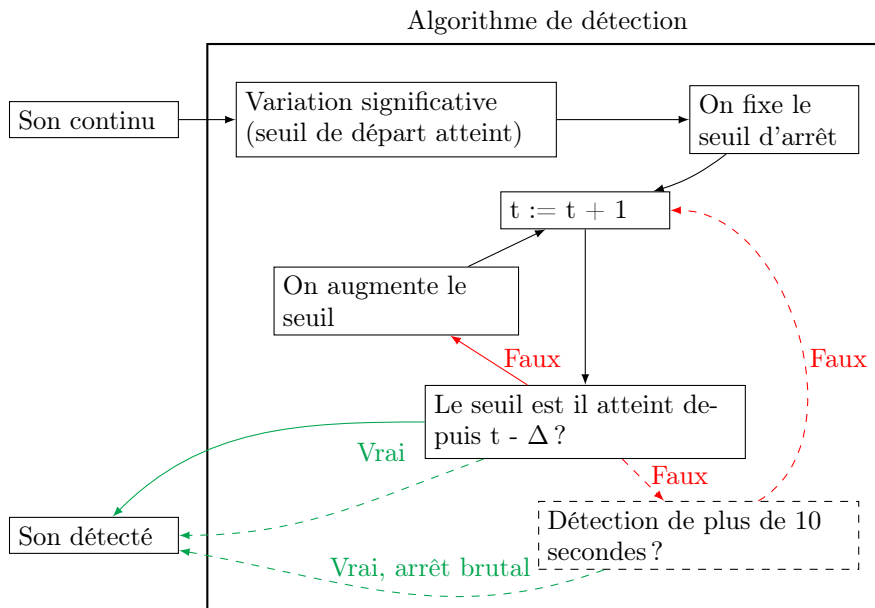 Algorithme de détection
Son continu
Variation significative
(seuil de départ atteint)
On fixe le
seuil d'arrêt
t := t + 1
On augmente le
seuil
Faux
Faux
Le seuil est il atteint de-
puis t - Δ ?
Vrai
Faux
Son détecté
Détection de plus de 10
secondes ?
Vrai, arrêt brutal